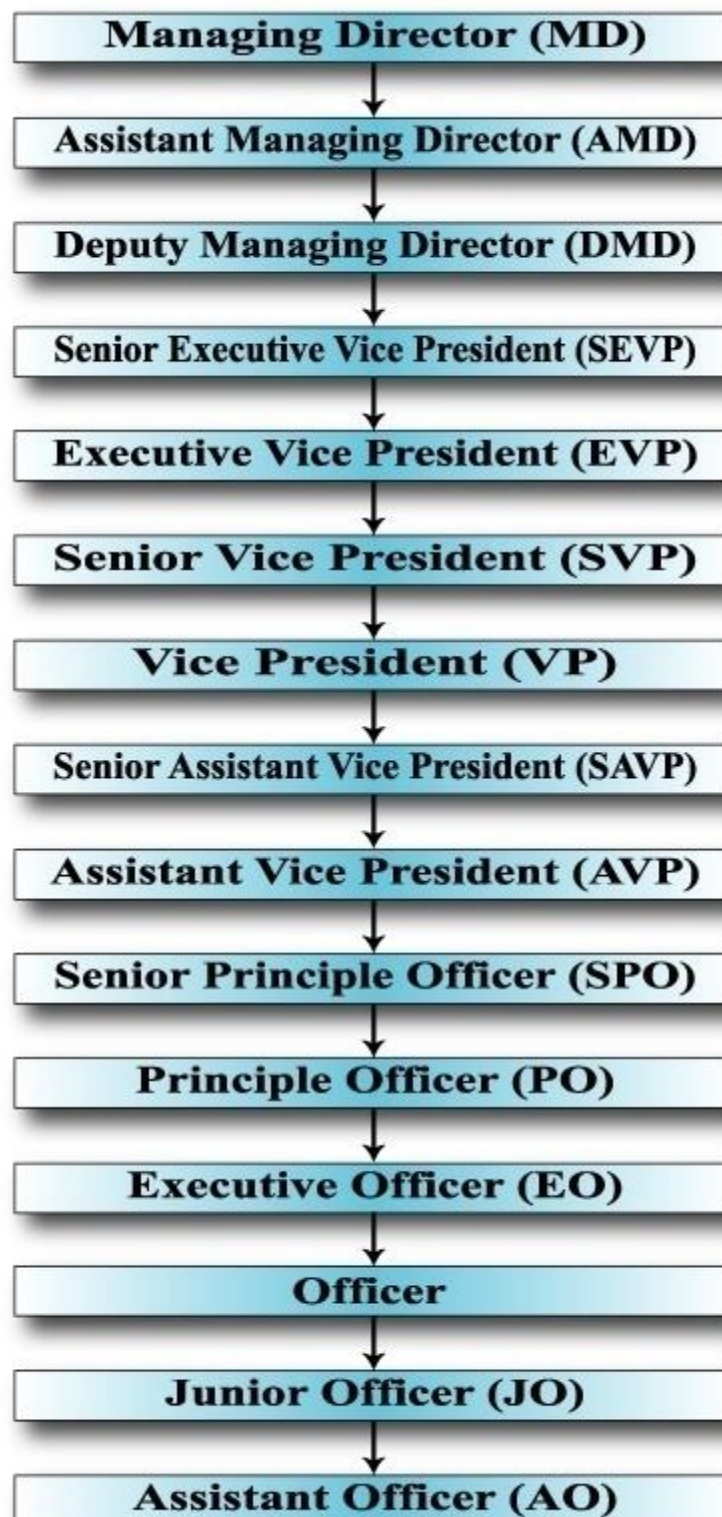 Managing Director (MD)
Assistant Managing Director (AMD)
Deputy Managing Director (DMD)
Senior Executive Vice President (SEVP)
Executive Vice President (EVP)
Senior Vice President (SVP)
Vice President (VP)
Senior Assistant Vice President (SAVP)
Assistant Vice President (AVP)
Senior Principle Officer (SPO)
Principle Officer (PO)
Executive Officer (EO)
Officer
Junior Officer (JO)
Assistant Officer (AO)